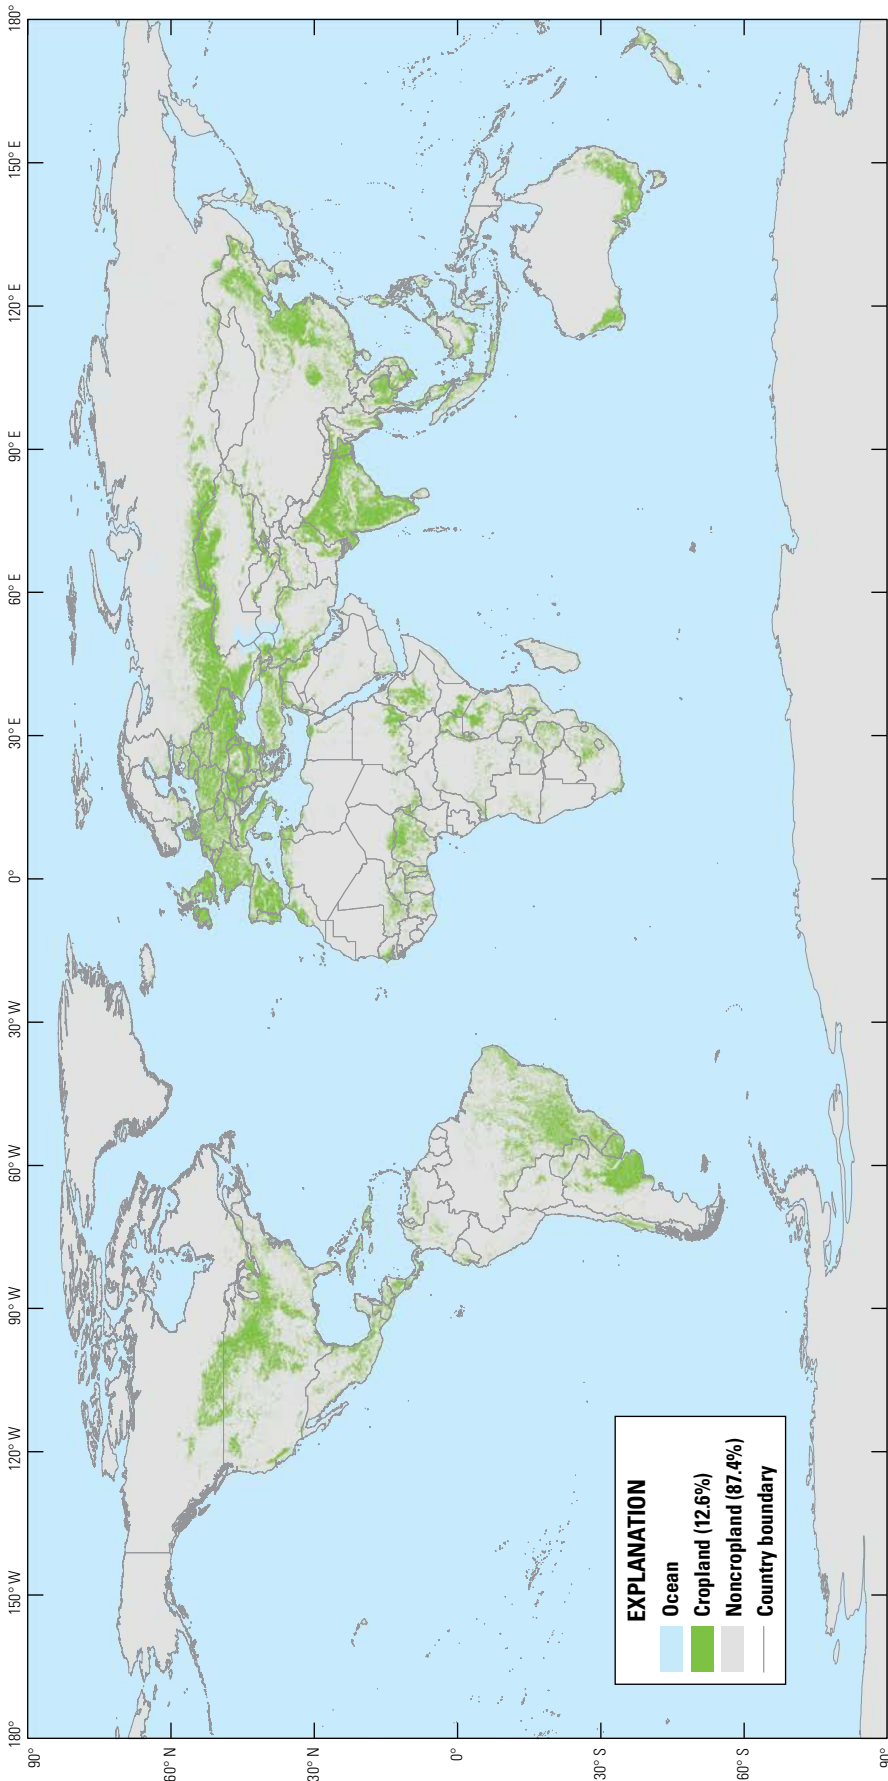 180°
150° W
120° W
90° W
60° W
30° W
0°
30° E
60° E
90° E
120° E
150° E
180°
90°
60° N
30° N
0°
30° S
60° S
90°
EXPLANATION
Ocean
Cropland (12.6%)
Noncropland (87.4%)
Country boundary